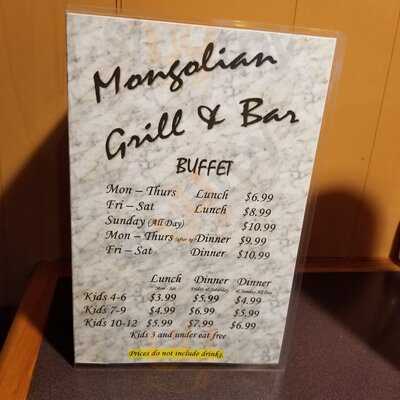 Mongolian
Grill & Bar
BUFFET
Mon – Thurs Lunch $6.99
Fri – Sat Lunch $8.99
Sunday (All Day) $10.99
Mon – Thurs Dinner $9.99
Fri – Sat Dinner $10.99
Lunch Dinner Dinner
Kids 4-6 $3.99 $5.99 $4.99
Kids 7-9 $4.99 $6.99 $5.99
Kids 10-12 $5.99 $7.99 $6.99
Kids 3 and under eat free
Prices do not include drinks.